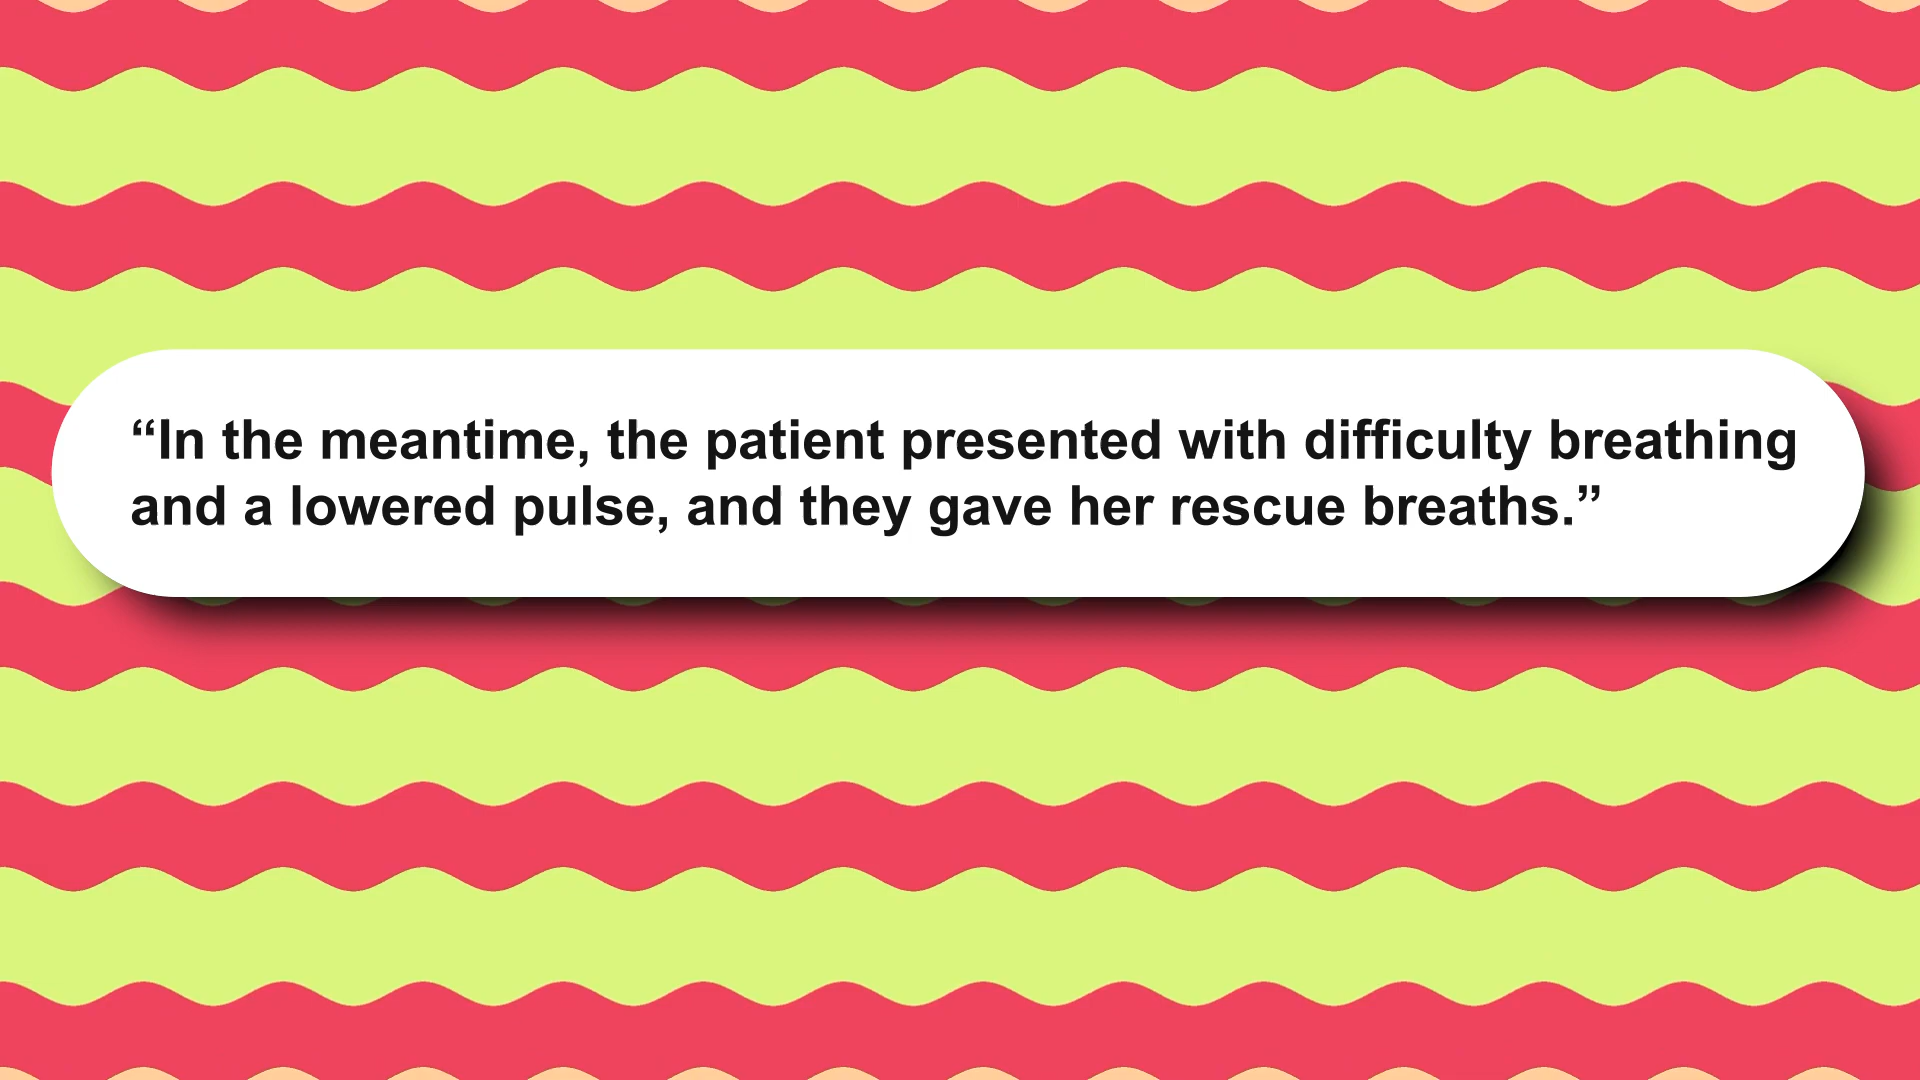 “In the meantime, the patient presented with difficulty breathing
and a lowered pulse, and they gave her rescue breaths.”